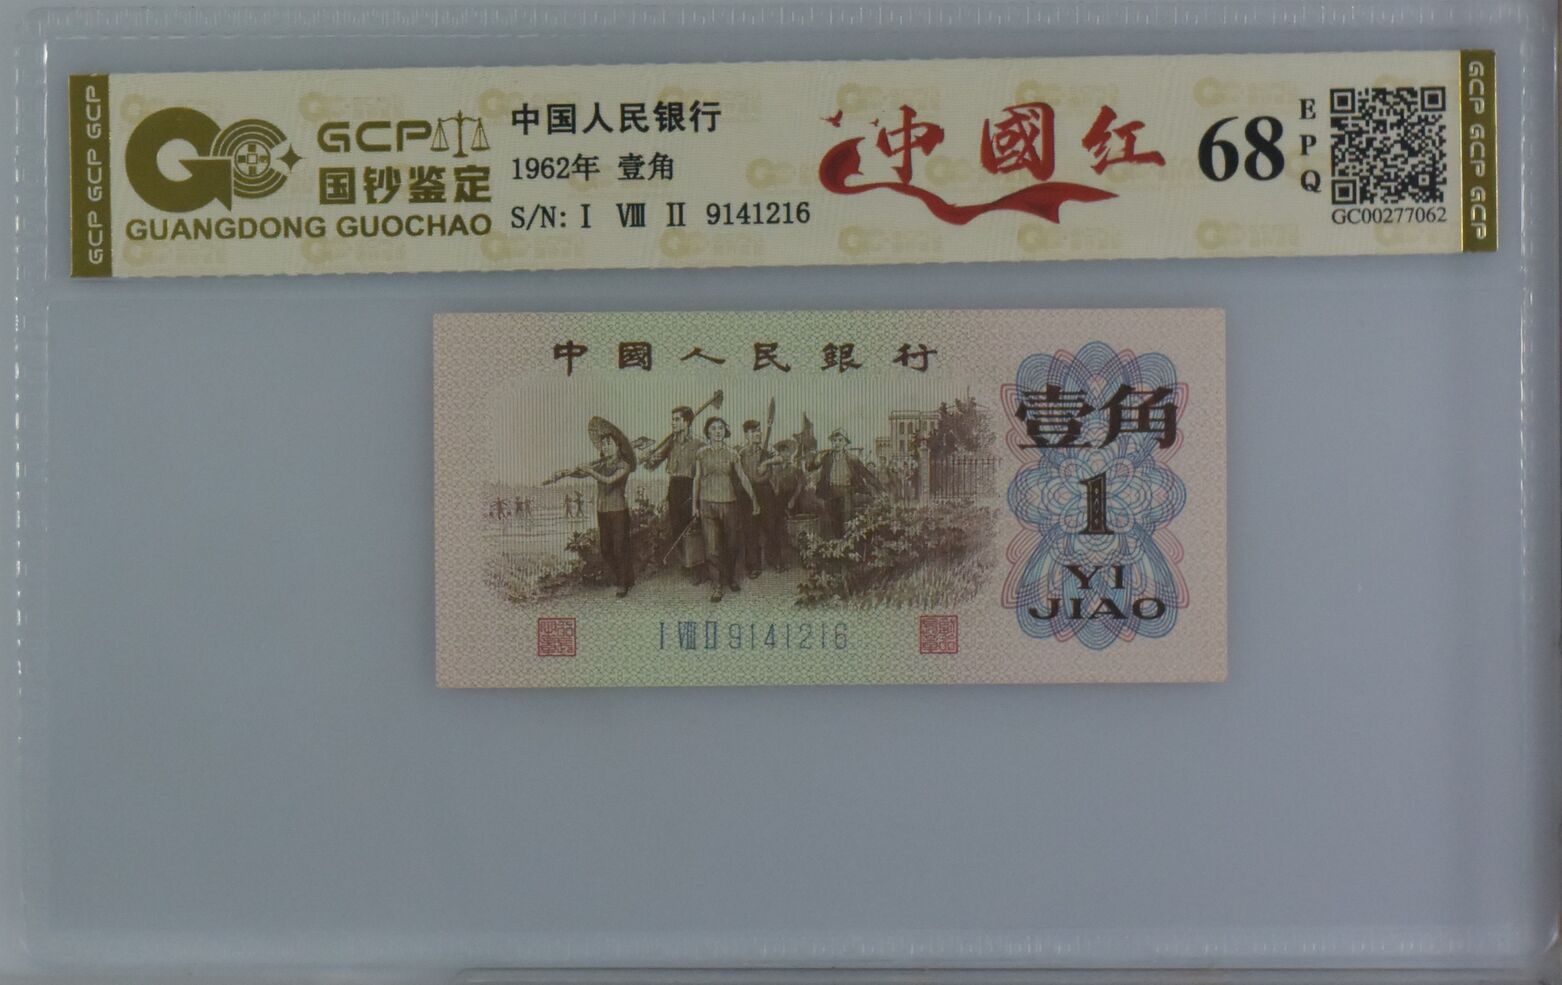 GCP GCP GCP
GCP
国钞鉴定
GUANGDONG GUOCHAO
中国人民银行
1962年 壹角
S/N: Ⅰ Ⅷ Ⅱ 9141216
中國红
68
EPQ
GC00277062
GCP GCP GCP
中國人民銀行
壹角
1
YI
JIAO
Ⅰ Ⅷ Ⅱ 9141216